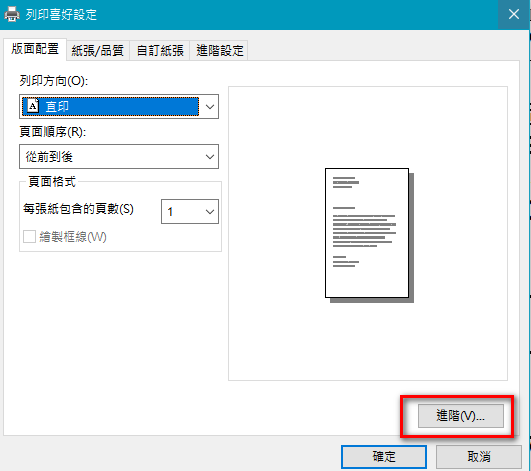 列印喜好設定
版面配置 紙張/品質 自訂紙張 進階設定
列印方向(O):
A 直印
頁面順序(R):
從前到後
頁面格式
每張紙包含的頁數(S) 1
繪製框線(W)
進階(V)...
確定 取消